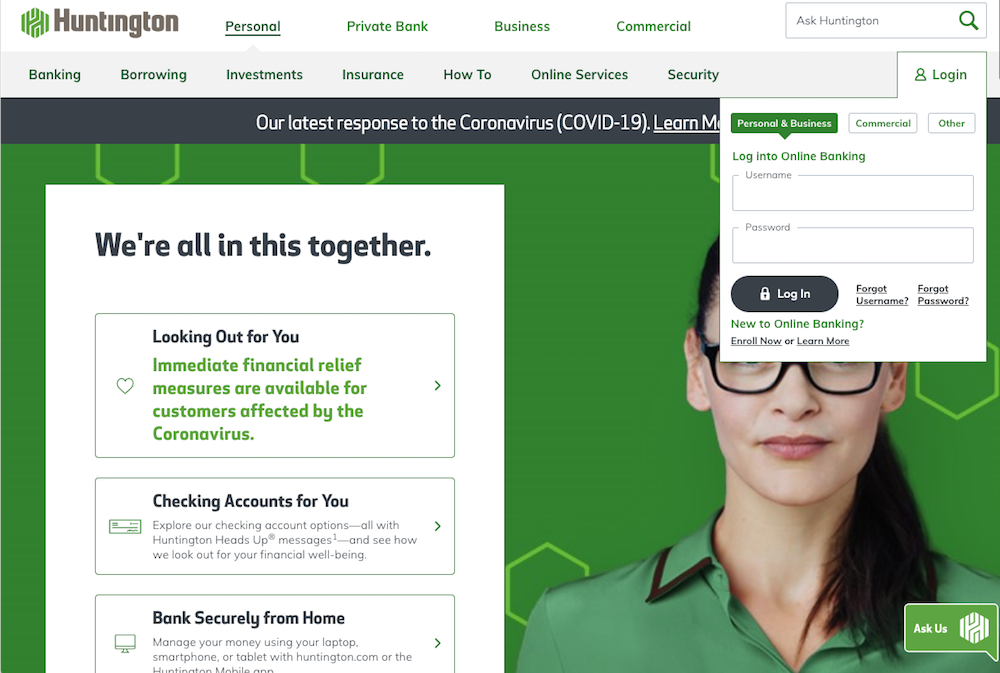 Huntington
Personal
Private Bank
Business
Commercial
Ask Huntington
Banking
Borrowing
Investments
Insurance
How To
Online Services
Security
Login
Our latest response to the Coronavirus (COVID-19). Learn
Personal & Business
Commercial
Other
Log into Online Banking
Username
Password
Log In
Forgot
Username?
Forgot
Password?
New to Online Banking?
Enroll Now or Learn More
We're all in this together.
Looking Out for You
Immediate financial relief
measures are available for
customers affected by the
Coronavirus.
Checking Accounts for You
Explore our checking account options—all with
Huntington Heads Up® messages¹—and see how
we look out for your financial well-being.
Bank Securely from Home
Manage your money using your laptop,
smartphone, or tablet with huntington.com or the
Huntington Mobile app
Ask Us